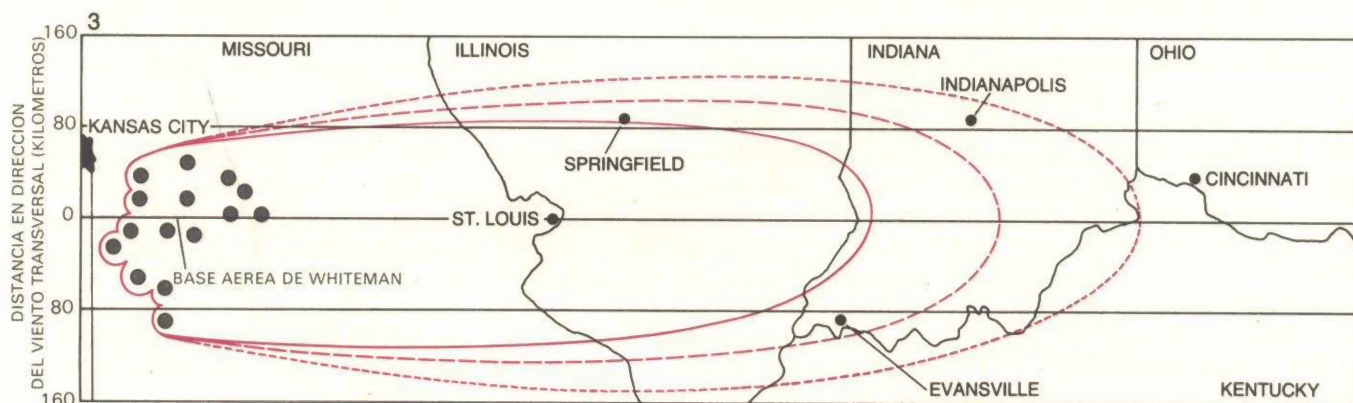 3
160
80
0
80
160
DISTANCIA EN DIRECCION
DEL VIENTO TRANSVERSAL (KILOMETROS)
MISSOURI
ILLINOIS
INDIANA
OHIO
INDIANAPOLIS
KANSAS CITY
SPRINGFIELD
CINCINNATI
ST. LOUIS
BASE AEREA DE WHITEMAN
EVANSVILLE
KENTUCKY